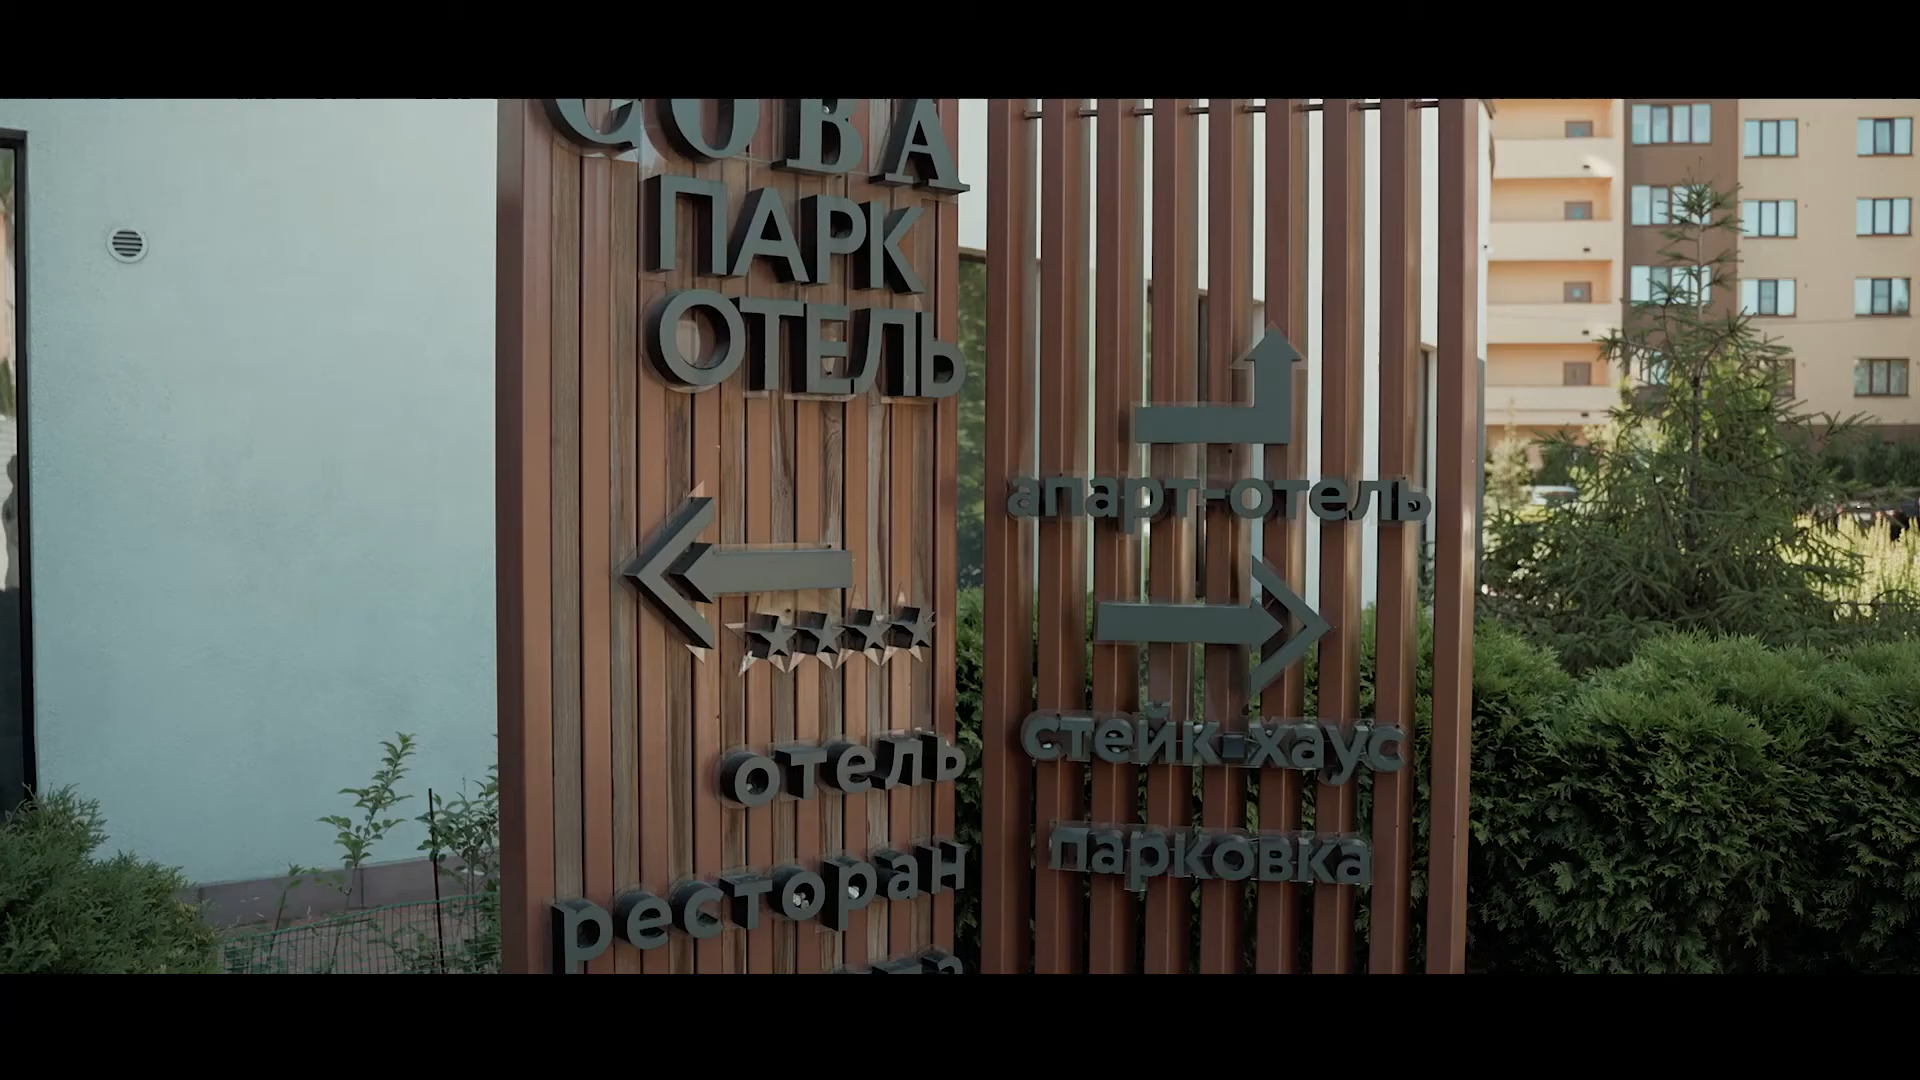 СОВА
ПАРК
ОТЕЛЬ
отель
ресторан
апарт-отель
стейк-хаус
парковка